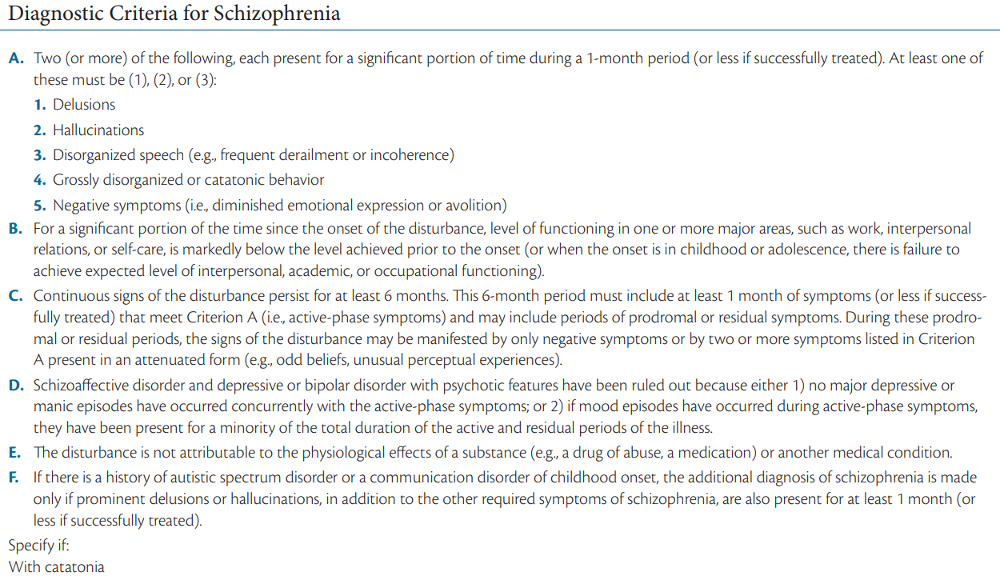 Diagnostic Criteria for Schizophrenia
A. Two (or more) of the following, each present for a significant portion of time during a 1-month period (or less if successfully treated). At least one of
these must be (1), (2), or (3):
1. Delusions
2. Hallucinations
3. Disorganized speech (e.g., frequent derailment or incoherence)
4. Grossly disorganized or catatonic behavior
5. Negative symptoms (i.e., diminished emotional expression or avolition)
B. For a significant portion of the time since the onset of the disturbance, level of functioning in one or more major areas, such as work, interpersonal
relations, or self-care, is markedly below the level achieved prior to the onset (or when the onset is in childhood or adolescence, there is failure to
achieve expected level of interpersonal, academic, or occupational functioning).
C. Continuous signs of the disturbance persist for at least 6 months. This 6-month period must include at least 1 month of symptoms (or less if success-
fully treated) that meet Criterion A (i.e., active-phase symptoms) and may include periods of prodromal or residual symptoms. During these prodro-
mal or residual periods, the signs of the disturbance may be manifested by only negative symptoms or by two or more symptoms listed in Criterion
A present in an attenuated form (e.g., odd beliefs, unusual perceptual experiences).
D. Schizoaffective disorder and depressive or bipolar disorder with psychotic features have been ruled out because either 1) no major depressive or
manic episodes have occurred concurrently with the active-phase symptoms; or 2) if mood episodes have occurred during active-phase symptoms,
they have been present for a minority of the total duration of the active and residual periods of the illness.
E. The disturbance is not attributable to the physiological effects of a substance (e.g., a drug of abuse, a medication) or another medical condition.
F. If there is a history of autistic spectrum disorder or a communication disorder of childhood onset, the additional diagnosis of schizophrenia is made
only if prominent delusions or hallucinations, in addition to the other required symptoms of schizophrenia, are also present for at least 1 month (or
less if successfully treated).
Specify if:
With catatonia